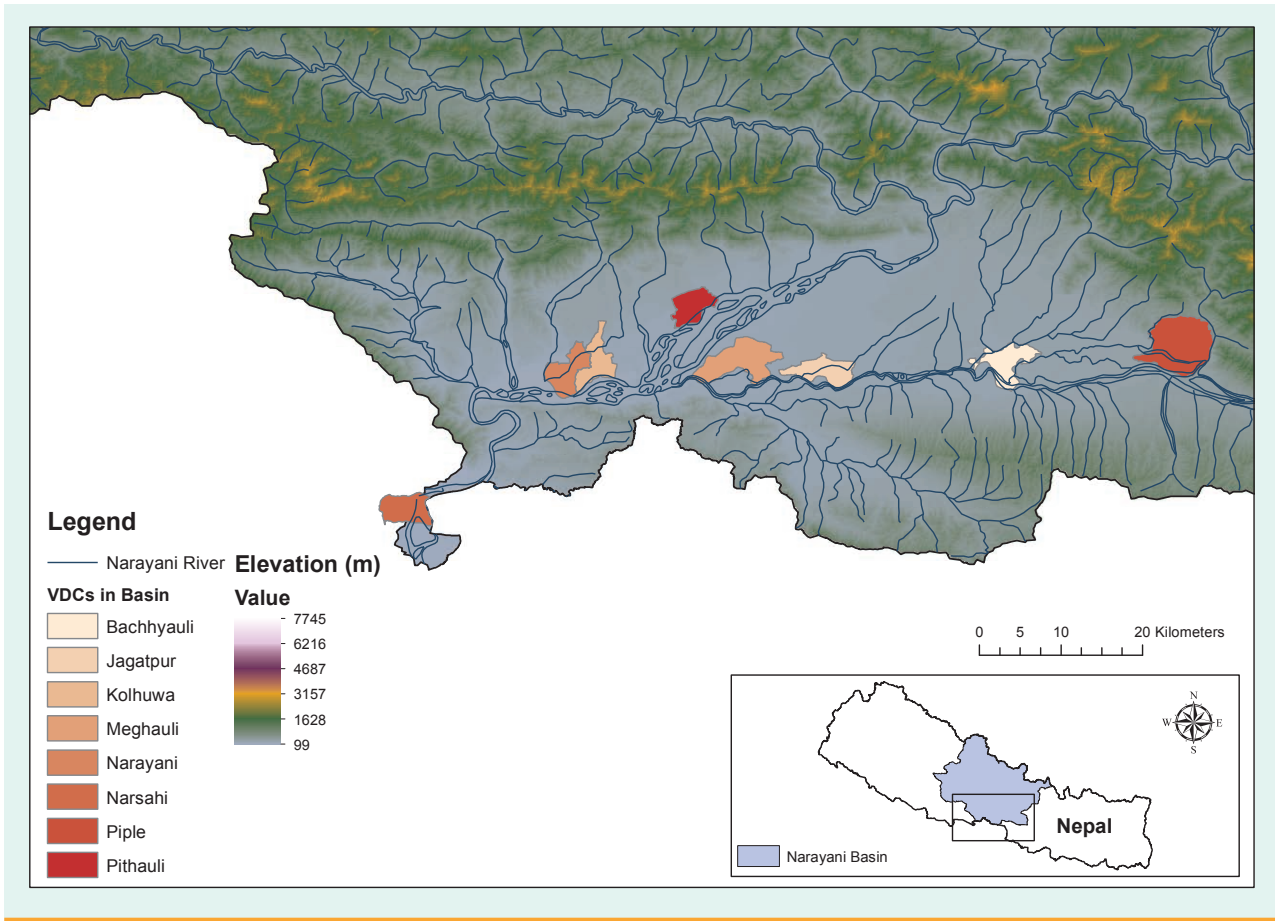 Legend
Narayani River
VDCs in Basin
Bachhyauli
Jagatpur
Kolhuwa
Meghauli
Narayani
Narsahi
Piple
Pithauli
Elevation (m)
Value
7745
6216
4687
3157
1628
99
0 5 10 20 Kilometers
N
W E
S
Nepal
Narayani Basin